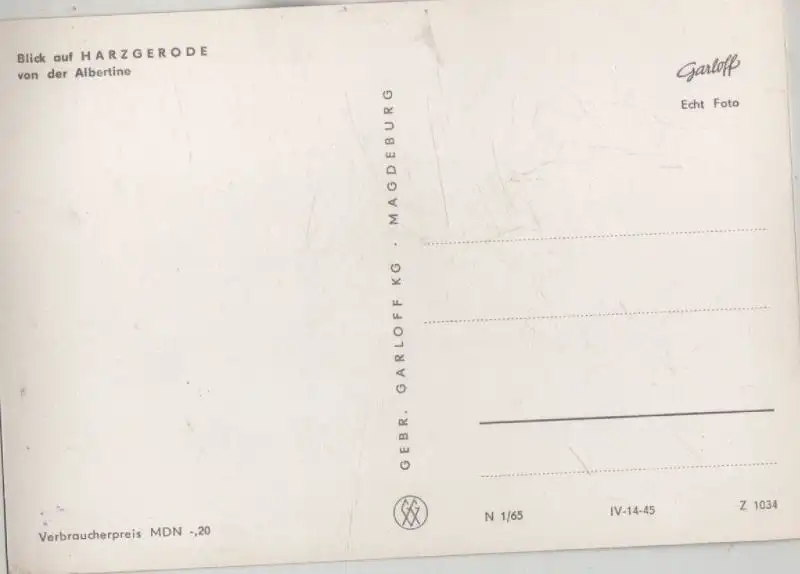 Blick auf HARZGERODE
von der Albertine
Garloff
Echt Foto
GEBR. GARLOFF KG · MAGDEBURG
Verbraucherpreis MDN -,20
N 1/65
IV-14-45
Z 1034